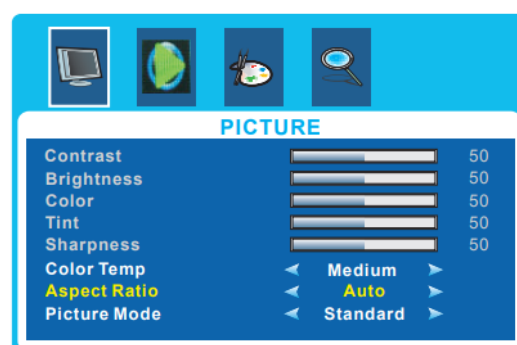 PICTURE
Contrast 50
Brightness 50
Color 50
Tint 50
Sharpness 50
Color Temp Medium
Aspect Ratio Auto
Picture Mode Standard